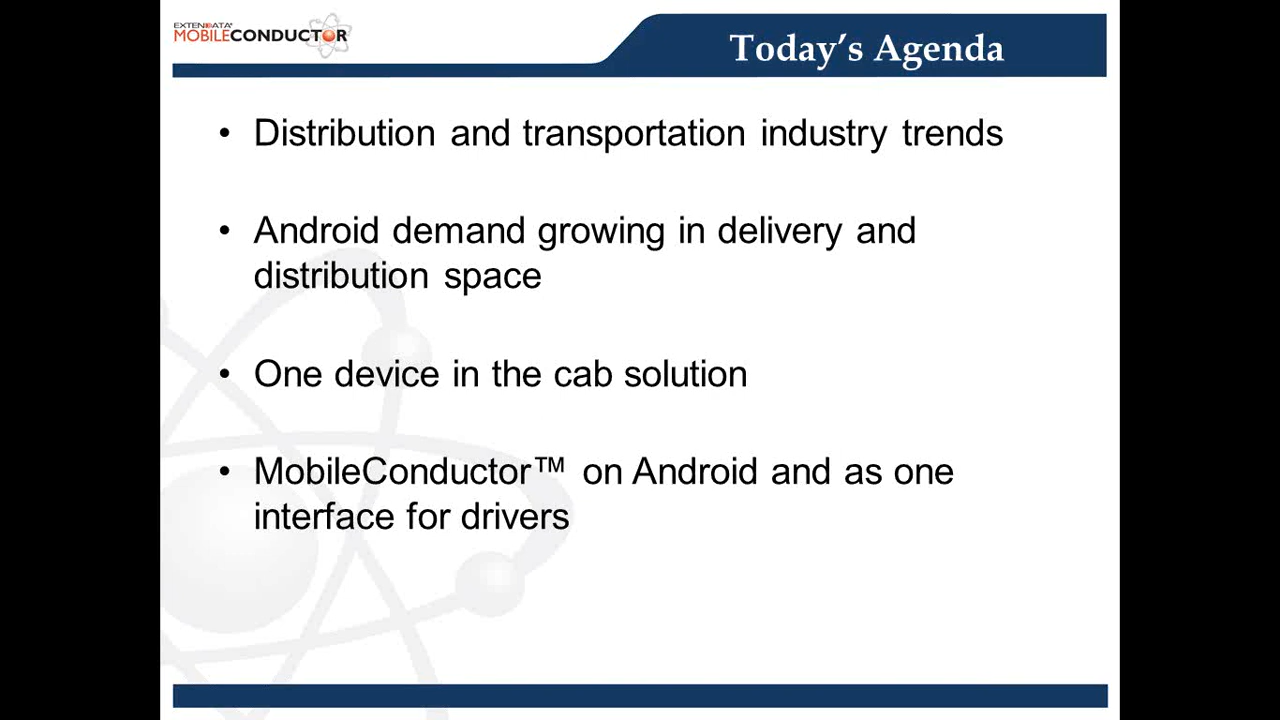 EXTENDATA®
MOBILECONDUCTOR
Today's Agenda
• Distribution and transportation industry trends
• Android demand growing in delivery and
distribution space
• One device in the cab solution
• MobileConductor™ on Android and as one
interface for drivers